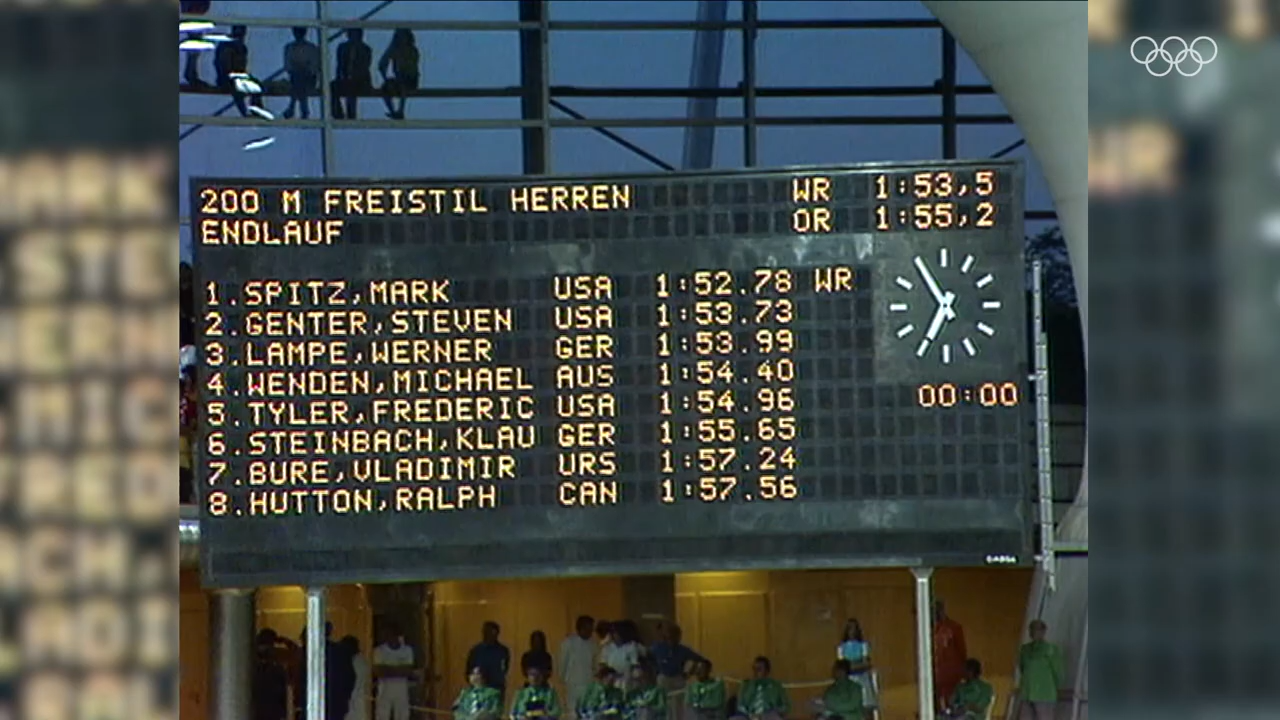 200 M FREISTIL HERREN WR 1:53,5
ENDLAUF OR 1:55,2
1.SPITZ,MARK USA 1:52.78 WR
2.GENTER,STEVEN USA 1:53.73
3.LAMPE,WERNER GER 1:53.99
4.WENDEN,MICHAEL AUS 1:54.40
5.TYLER,FREDERIC USA 1:54.96
6.STEINBACH,KLAU GER 1:55.65
7.BURE,VLADIMIR URS 1:57.24
8.HUTTON,RALPH CAN 1:57.56
00:00